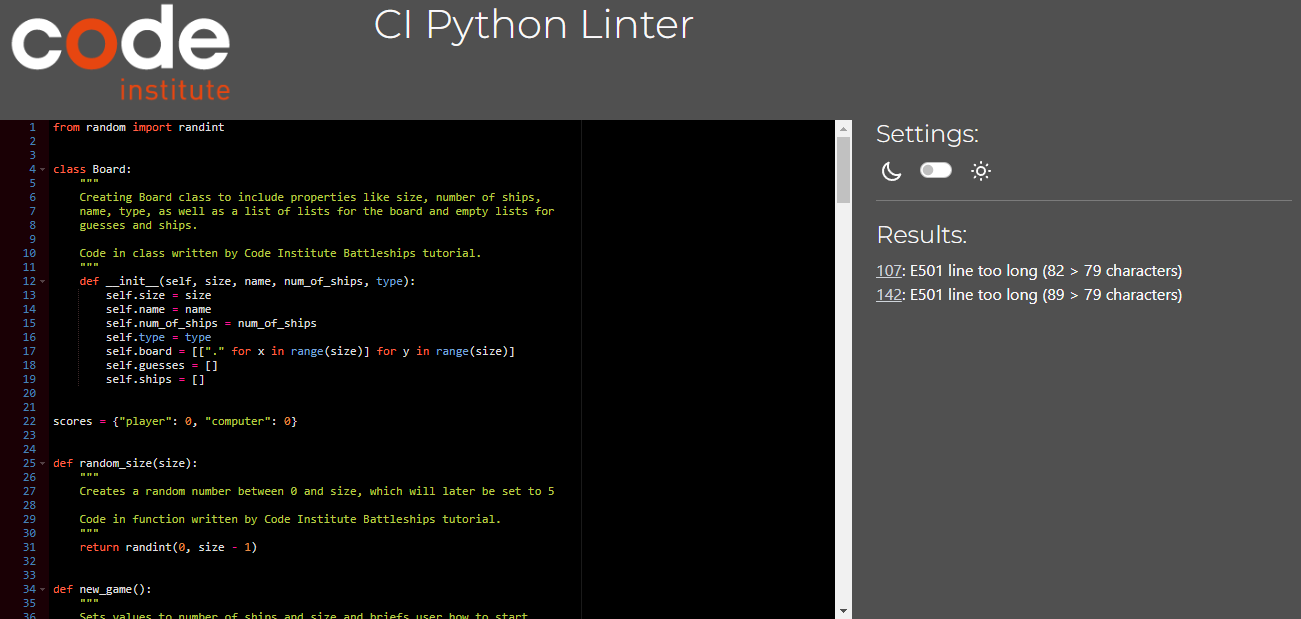 code
institute
CI Python Linter
1 from random import randint
2
3
4 class Board:
5     """
6     Creating Board class to include properties like size, number of ships,
7     name, type, as well as a list of lists for the board and empty lists for
8     guesses and ships.
9
10     Code in class written by Code Institute Battleships tutorial.
11     """
12     def __init__(self, size, name, num_of_ships, type):
13         self.size = size
14         self.name = name
15         self.num_of_ships = num_of_ships
16         self.type = type
17         self.board = [["." for x in range(size)] for y in range(size)]
18         self.guesses = []
19         self.ships = []
20
21
22 scores = {"player": 0, "computer": 0}
23
24
25 def random_size(size):
26     """
27     Creates a random number between 0 and size, which will later be set to 5
28
29     Code in function written by Code Institute Battleships tutorial.
30     """
31     return randint(0, size - 1)
32
33
34 def new_game():
35     """
36     Sets values to number of ships and size and briefs user how to start
Settings:
Results:
107: E501 line too long (82 > 79 characters)
142: E501 line too long (89 > 79 characters)